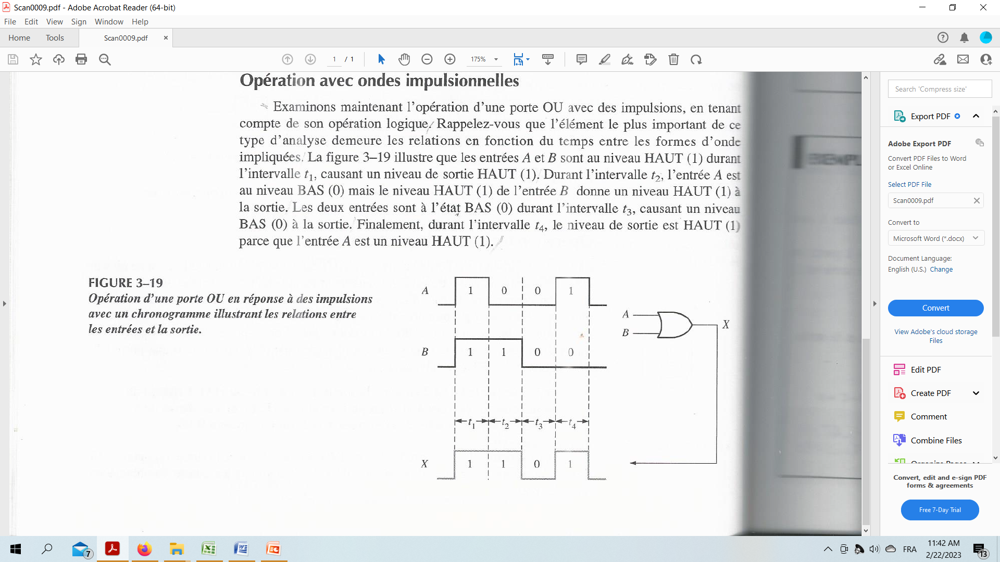 Scan0009.pdf - Adobe Acrobat Reader (64-bit)
File Edit View Sign Window Help
Home Tools Scan0009.pdf ×
1 / 1 175%
Opération avec ondes impulsionnelles
Examinons maintenant l'opération d'une porte OU avec des impulsions, en tenant
compte de son opération logique. Rappelez-vous que l'élément le plus important de ce
type d'analyse demeure les relations en fonction du temps entre les formes d'onde
impliquées. La figure 3–19 illustre que les entrées A et B sont au niveau HAUT (1) durant
l'intervalle t1, causant un niveau de sortie HAUT (1). Durant l'intervalle t2, l'entrée A est
au niveau BAS (0) mais le niveau HAUT (1) de l'entrée B donne un niveau HAUT (1) à
la sortie. Les deux entrées sont à l'état BAS (0) durant l'intervalle t3, causant un niveau
BAS (0) à la sortie. Finalement, durant l'intervalle t4, le niveau de sortie est HAUT (1)
parce que l'entrée A est un niveau HAUT (1).
FIGURE 3–19
Opération d'une porte OU en réponse à des impulsions
avec un chronogramme illustrant les relations entre
les entrées et la sortie.
A 1 0 0 1
B 1 1 0 0
t1 t2 t3 t4
X 1 1 0 1
A
B
X
Search 'Compress size'
Export PDF
Adobe Export PDF
Convert PDF Files to Word
or Excel Online
Select PDF File
Scan0009.pdf
Convert to
Microsoft Word (*.docx)
Document Language:
English (U.S.) Change
Convert
View Adobe's cloud storage
Files
Edit PDF
Create PDF
Comment
Combine Files
Organize Pages
Convert, edit and e-sign PDF
forms & agreements
Free 7-Day Trial
7
FRA
11:42 AM
2/22/2023
13